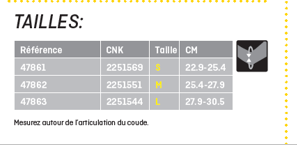 TAILLES:
Référence CNK Taille CM
47861 2251569 S 22.9-25.4
47862 2251551 M 25.4-27.9
47863 2251544 L 27.9-30.5
Mesurez autour de l'articulation du coude.